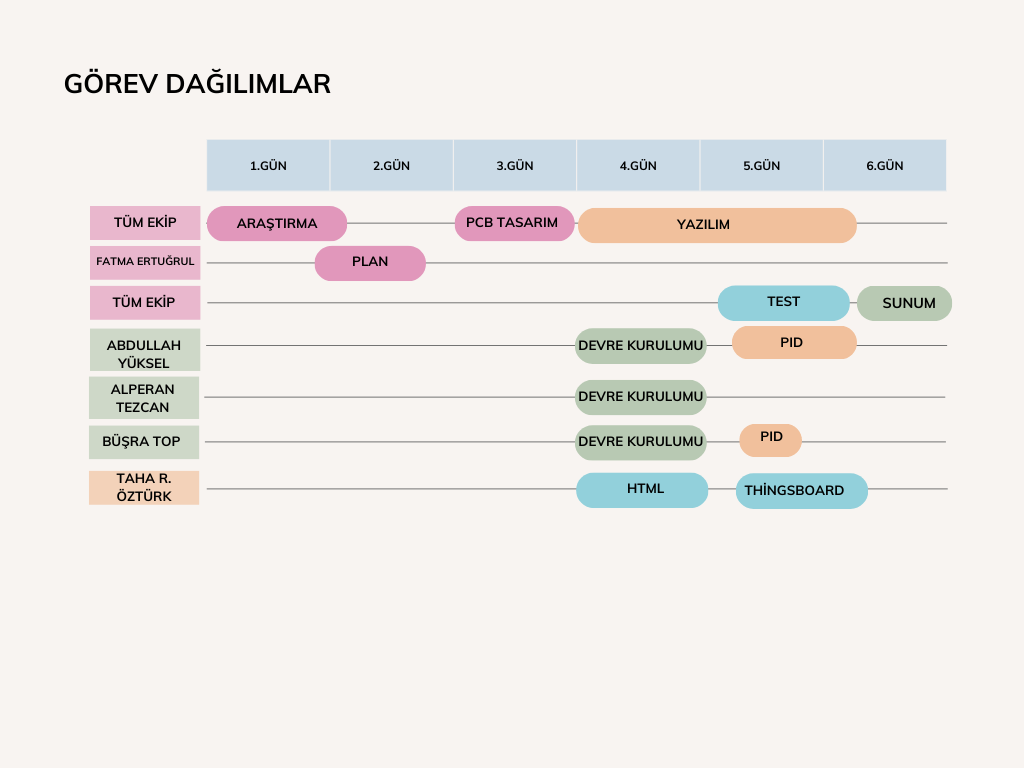 GÖREV DAĞILIMLAR
1.GÜN 2.GÜN 3.GÜN 4.GÜN 5.GÜN 6.GÜN
TÜM EKİP ARAŞTIRMA PCB TASARIM YAZILIM
FATMA ERTUĞRUL PLAN
TÜM EKİP TEST SUNUM
ABDULLAH
YÜKSEL DEVRE KURULUMU PID
ALPERAN
TEZCAN DEVRE KURULUMU
BÜŞRA TOP DEVRE KURULUMU PID
TAHA R.
ÖZTÜRK HTML THİNGSBOARD